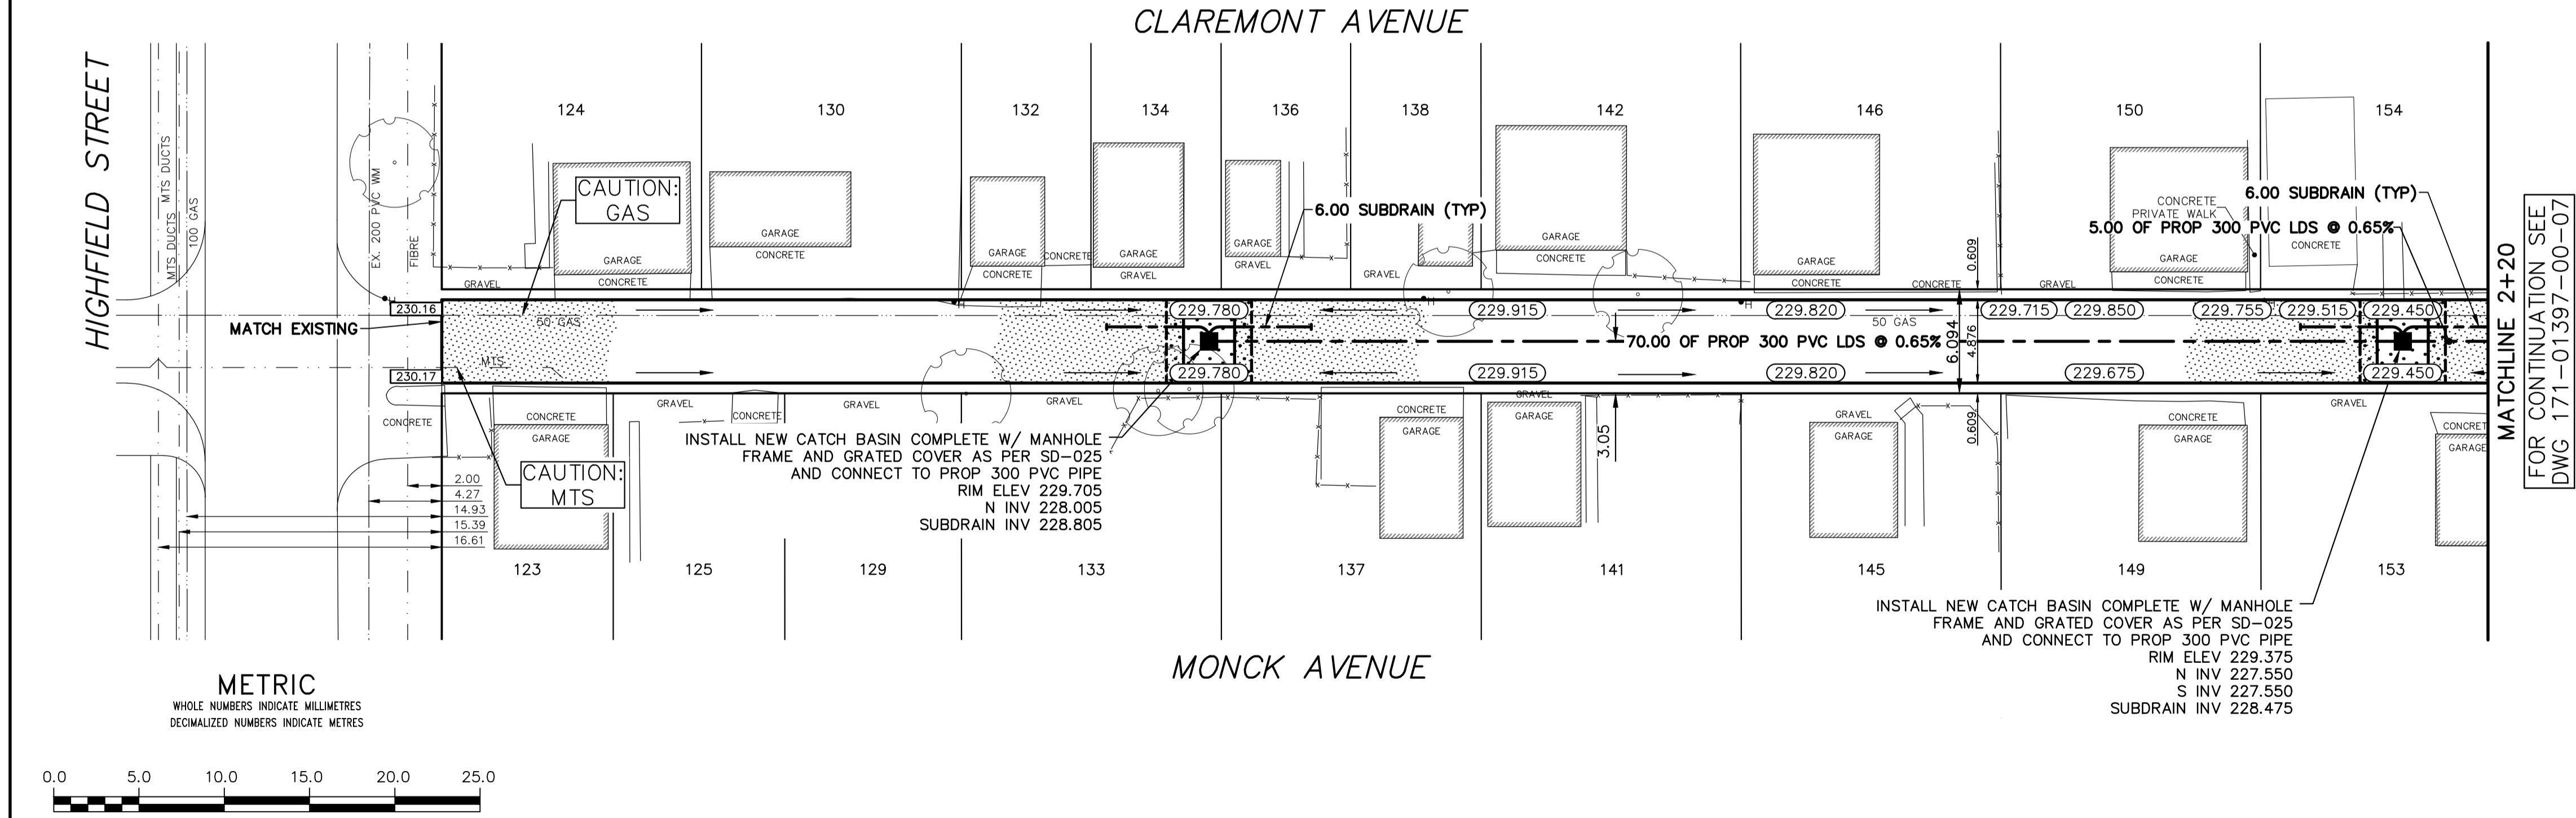 CLAREMONT AVENUE
HIGHFIELD STREET
MTS DUCTS
MTS DUCTS
MTS DUCTS
100 GAS
EX. 200 PVC WM
FIBRE
124
130
132
134
136
138
142
146
150
154
CAUTION:
GAS
GARAGE
CONCRETE
GRAVEL
GARAGE
CONCRETE
GARAGE
CONCRETE
CONCRETE
GARAGE
GRAVEL
GARAGE
GRAVEL
6.00 SUBDRAIN (TYP)
GRAVEL
GARAGE
CONCRETE
GARAGE
CONCRETE
CONCRETE
0.609
GRAVEL
CONCRETE
PRIVATE WALK
GARAGE
CONCRETE
6.00 SUBDRAIN (TYP)
5.00 OF PROP 300 PVC LDS @ 0.65%
CONCRETE
230.16
MATCH EXISTING
50 GAS
MTS
230.17
229.780
229.780
229.915
229.915
70.00 OF PROP 300 PVC LDS @ 0.65%
229.820
229.820
50 GAS
6.094
4.876
229.715
229.850
229.675
229.755
229.515
229.450
229.450
MATCHLINE 2+20
FOR CONTINUATION SEE
DWG 171-01397-00-07
H
H
H
H
CONCRETE
CONCRETE
GARAGE
GRAVEL
CONCRETE
GRAVEL
GRAVEL
CONCRETE
GARAGE
GRAVEL
GARAGE
3.05
GRAVEL
GARAGE
0.609
CONCRETE
GARAGE
GRAVEL
CONCRET
GARAGE
CAUTION:
MTS
2.00
4.27
14.93
15.39
16.61
INSTALL NEW CATCH BASIN COMPLETE W/ MANHOLE
FRAME AND GRATED COVER AS PER SD-025
AND CONNECT TO PROP 300 PVC PIPE
RIM ELEV 229.705
N INV 228.005
SUBDRAIN INV 228.805
123
125
129
133
137
141
145
149
153
INSTALL NEW CATCH BASIN COMPLETE W/ MANHOLE
FRAME AND GRATED COVER AS PER SD-025
AND CONNECT TO PROP 300 PVC PIPE
RIM ELEV 229.375
N INV 227.550
S INV 227.550
SUBDRAIN INV 228.475
MONCK AVENUE
METRIC
WHOLE NUMBERS INDICATE MILLIMETRES
DECIMALIZED NUMBERS INDICATE METRES
0.0 5.0 10.0 15.0 20.0 25.0